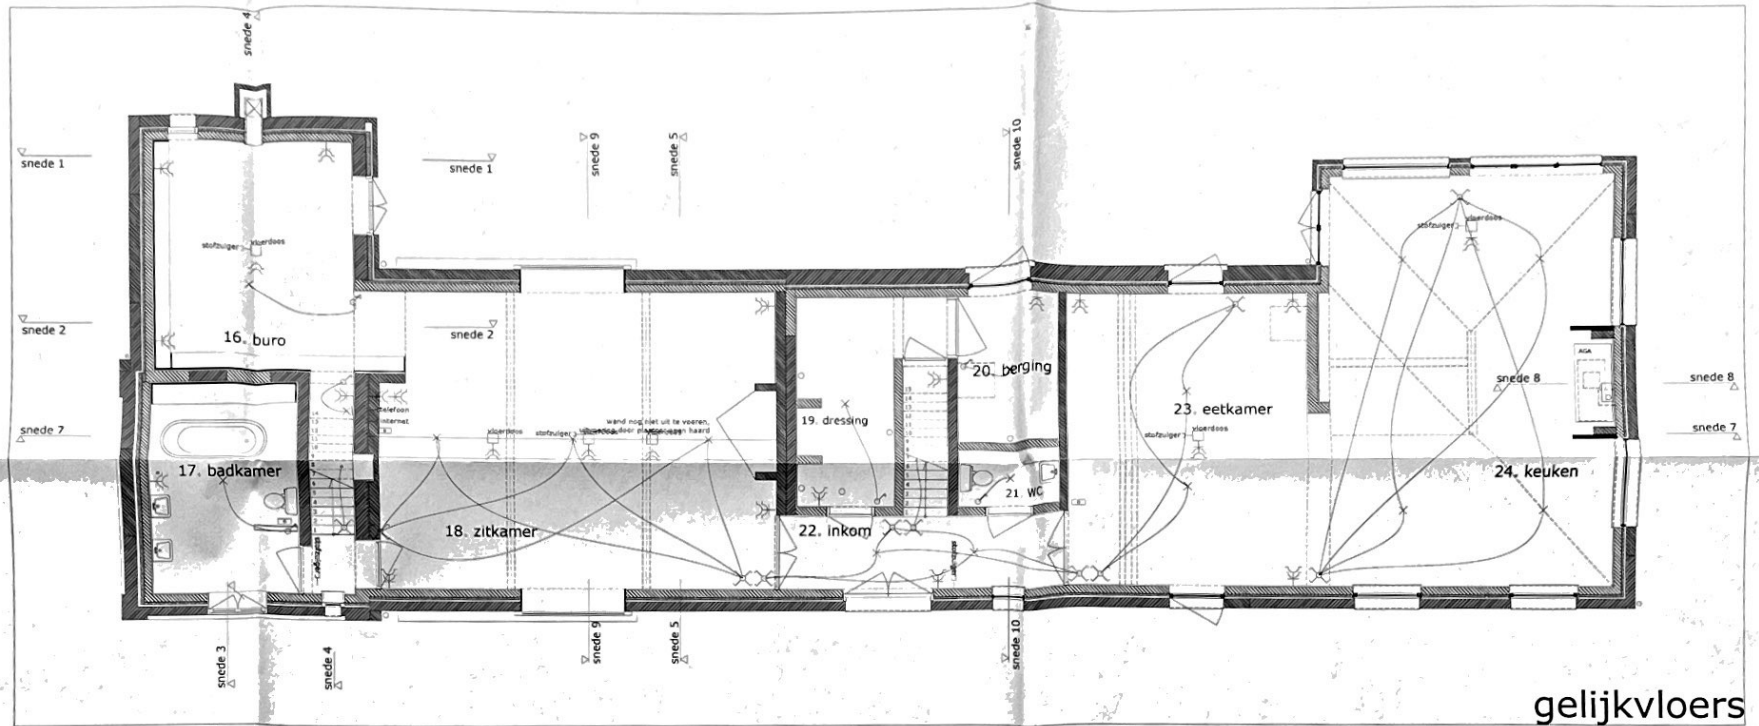 snede 4
snede 1
snede 1
snede 9
snede 5
snede 10
stofzuiger
vloerdoos
stofzuiger
vloerdoos
snede 2
16. buro
snede 2
20. berging
AGA
snede 8
snede 8
telefoon
internet
23. eetkamer
19. dressing
wand nog niet uit te voeren,
haard
vloerdoos
stofzuiger
stofzuiger
vloerdoos
snede 7
snede 7
17. badkamer
24. keuken
21. WC
18. zitkamer
22. inkom
snede 3
snede 4
snede 9
snede 5
snede 10
gelijkvloers